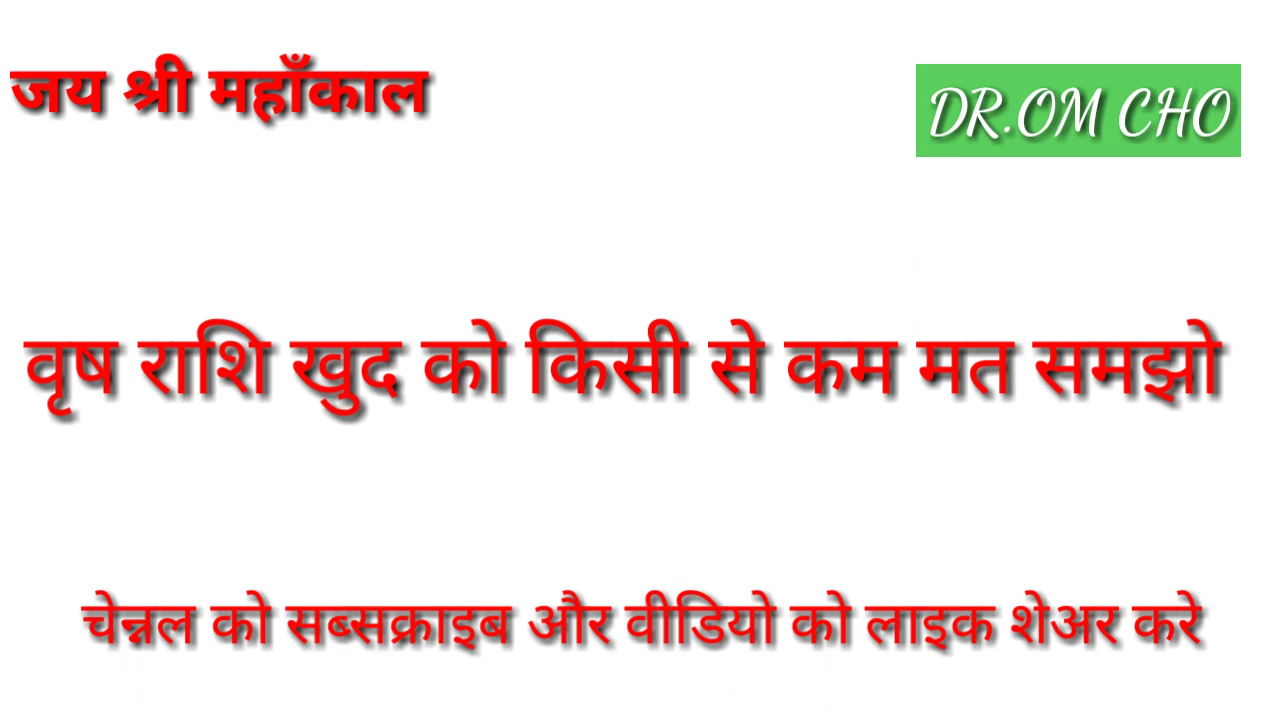 जय श्री महाँकाल
DR.OM CHO
वृष राशि खुद को किसी से कम मत समझो
चेन्नल को सब्सक्राइब और वीडियो को लाइक शेअर करे